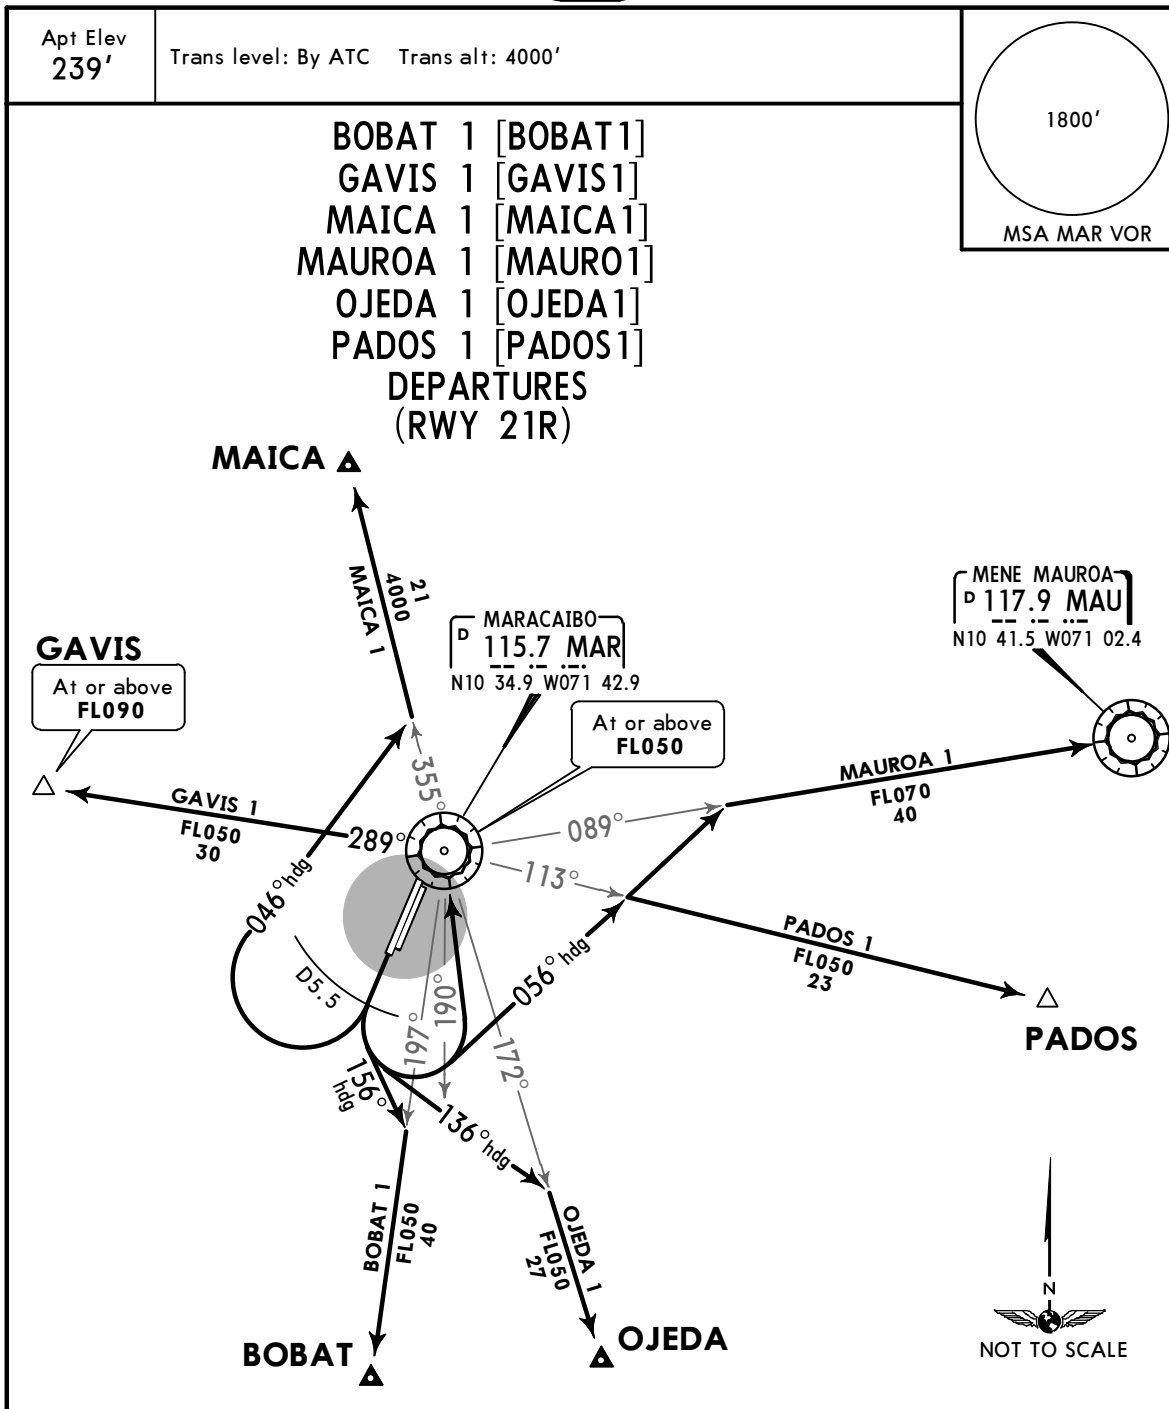 Apt Elev
239'
Trans level: By ATC Trans alt: 4000'
1800'
MSA MAR VOR
BOBAT 1 [BOBAT1]
GAVIS 1 [GAVIS1]
MAICA 1 [MAICA1]
MAUROA 1 [MAURO1]
OJEDA 1 [OJEDA1]
PADOS 1 [PADOS1]
DEPARTURES
(RWY 21R)
MAICA
21
4000
MAICA 1
MARACAIBO
D 115.7 MAR
N10 34.9 W071 42.9
MENE MAUROA
D 117.9 MAU
N10 41.5 W071 02.4
GAVIS
At or above
FL090
At or above
FL050
355°
GAVIS 1
FL050
30
289°
089°
MAUROA 1
FL070
40
113°
046°hdg
056°hdg
PADOS 1
FL050
23
PADOS
D5.5
197°
190°
172°
156°
hdg
136°hdg
BOBAT 1
FL050
40
OJEDA 1
FL050
27
BOBAT
OJEDA
N
NOT TO SCALE